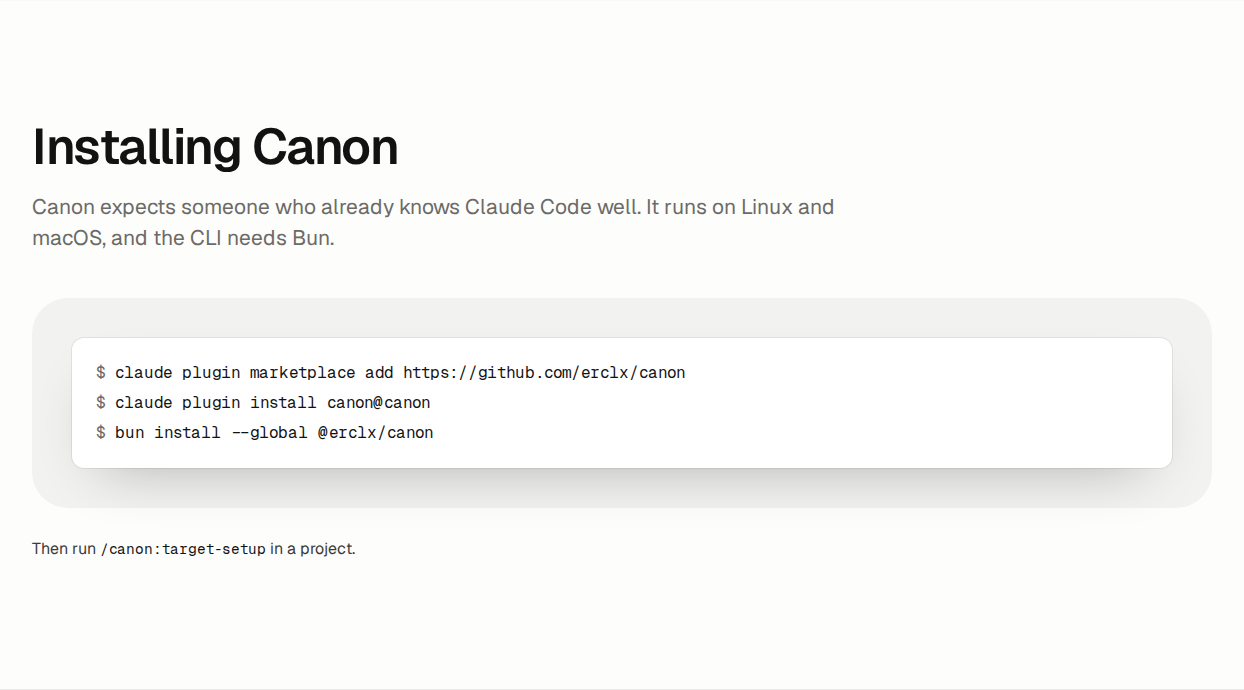 Installing Canon
Canon expects someone who already knows Claude Code well. It runs on Linux and
macOS, and the CLI needs Bun.
$ claude plugin marketplace add https://github.com/erclx/canon
$ claude plugin install canon@canon
$ bun install --global @erclx/canon
Then run /canon:target-setup in a project.